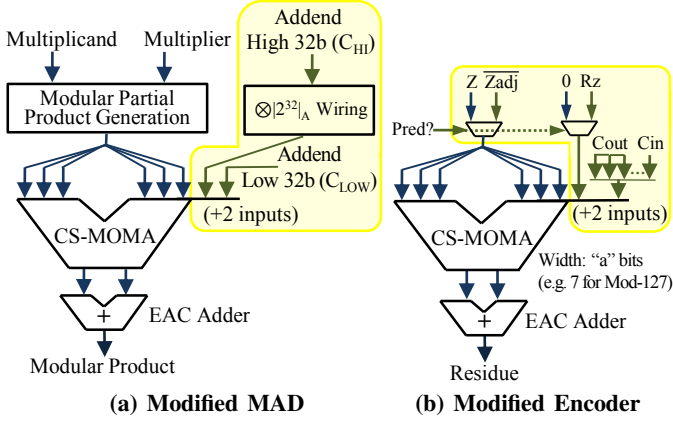 Multiplicand
Multiplier
Modular Partial
Product Generation
Addend
High 32b (C_HI)
⊗|2^32|_A Wiring
Addend
Low 32b (C_LOW)
(+2 inputs)
CS-MOMA
+
EAC Adder
Modular Product
(a) Modified MAD
Z
Z̅a̅d̅j̅
0
Rz
Pred?
Cout
Cin
(+2 inputs)
CS-MOMA
Width: “a” bits
(e.g. 7 for Mod-127)
+
EAC Adder
Residue
(b) Modified Encoder